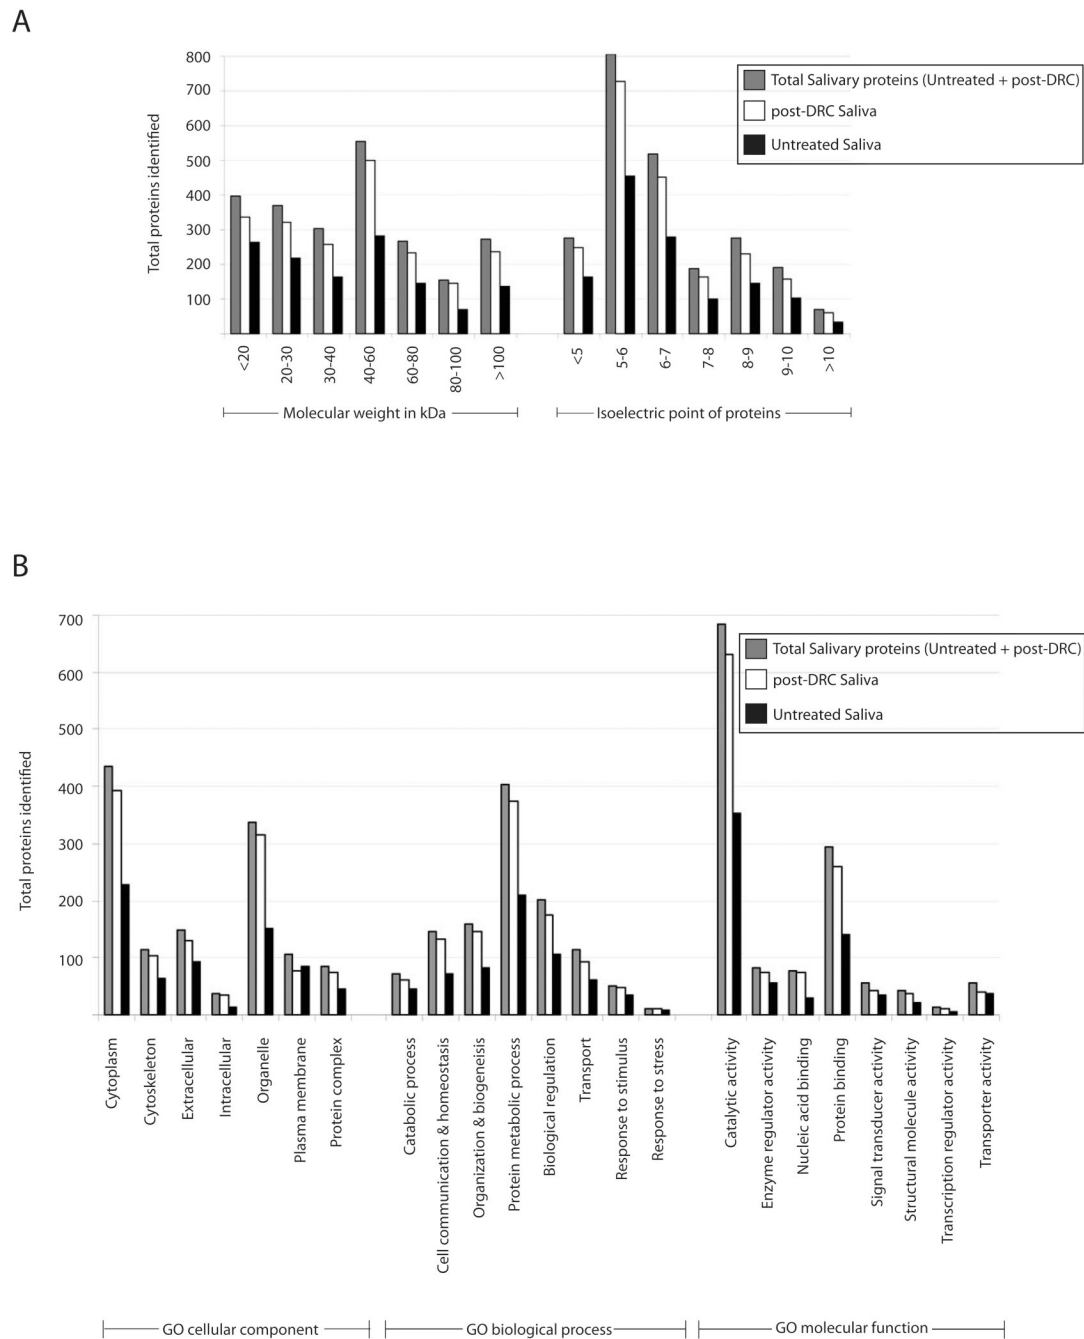 A
800
700
600
500
400
300
200
100
Total proteins identified
Total Salivary proteins (Untreated + post-DRC)
post-DRC Saliva
Untreated Saliva
<20
20-30
30-40
40-60
60-80
80-100
>100
<5
5-6
6-7
7-8
8-9
9-10
>10
Molecular weight in kDa
Isoelectric point of proteins
B
700
600
500
400
300
200
100
Total proteins identified
Total Salivary proteins (Untreated + post-DRC)
post-DRC Saliva
Untreated Saliva
Cytoplasm
Cytoskeleton
Extracellular
Intracellular
Organelle
Plasma membrane
Protein complex
Catabolic process
Cell communication & homeostasis
Organization & biogeneisis
Protein metabolic process
Biological regulation
Transport
Response to stimulus
Response to stress
Catalytic activity
Enzyme regulator activity
Nucleic acid binding
Protein binding
Signal transducer activity
Structural molecule activity
Transcription regulator activity
Transporter activity
GO cellular component
GO biological process
GO molecular function